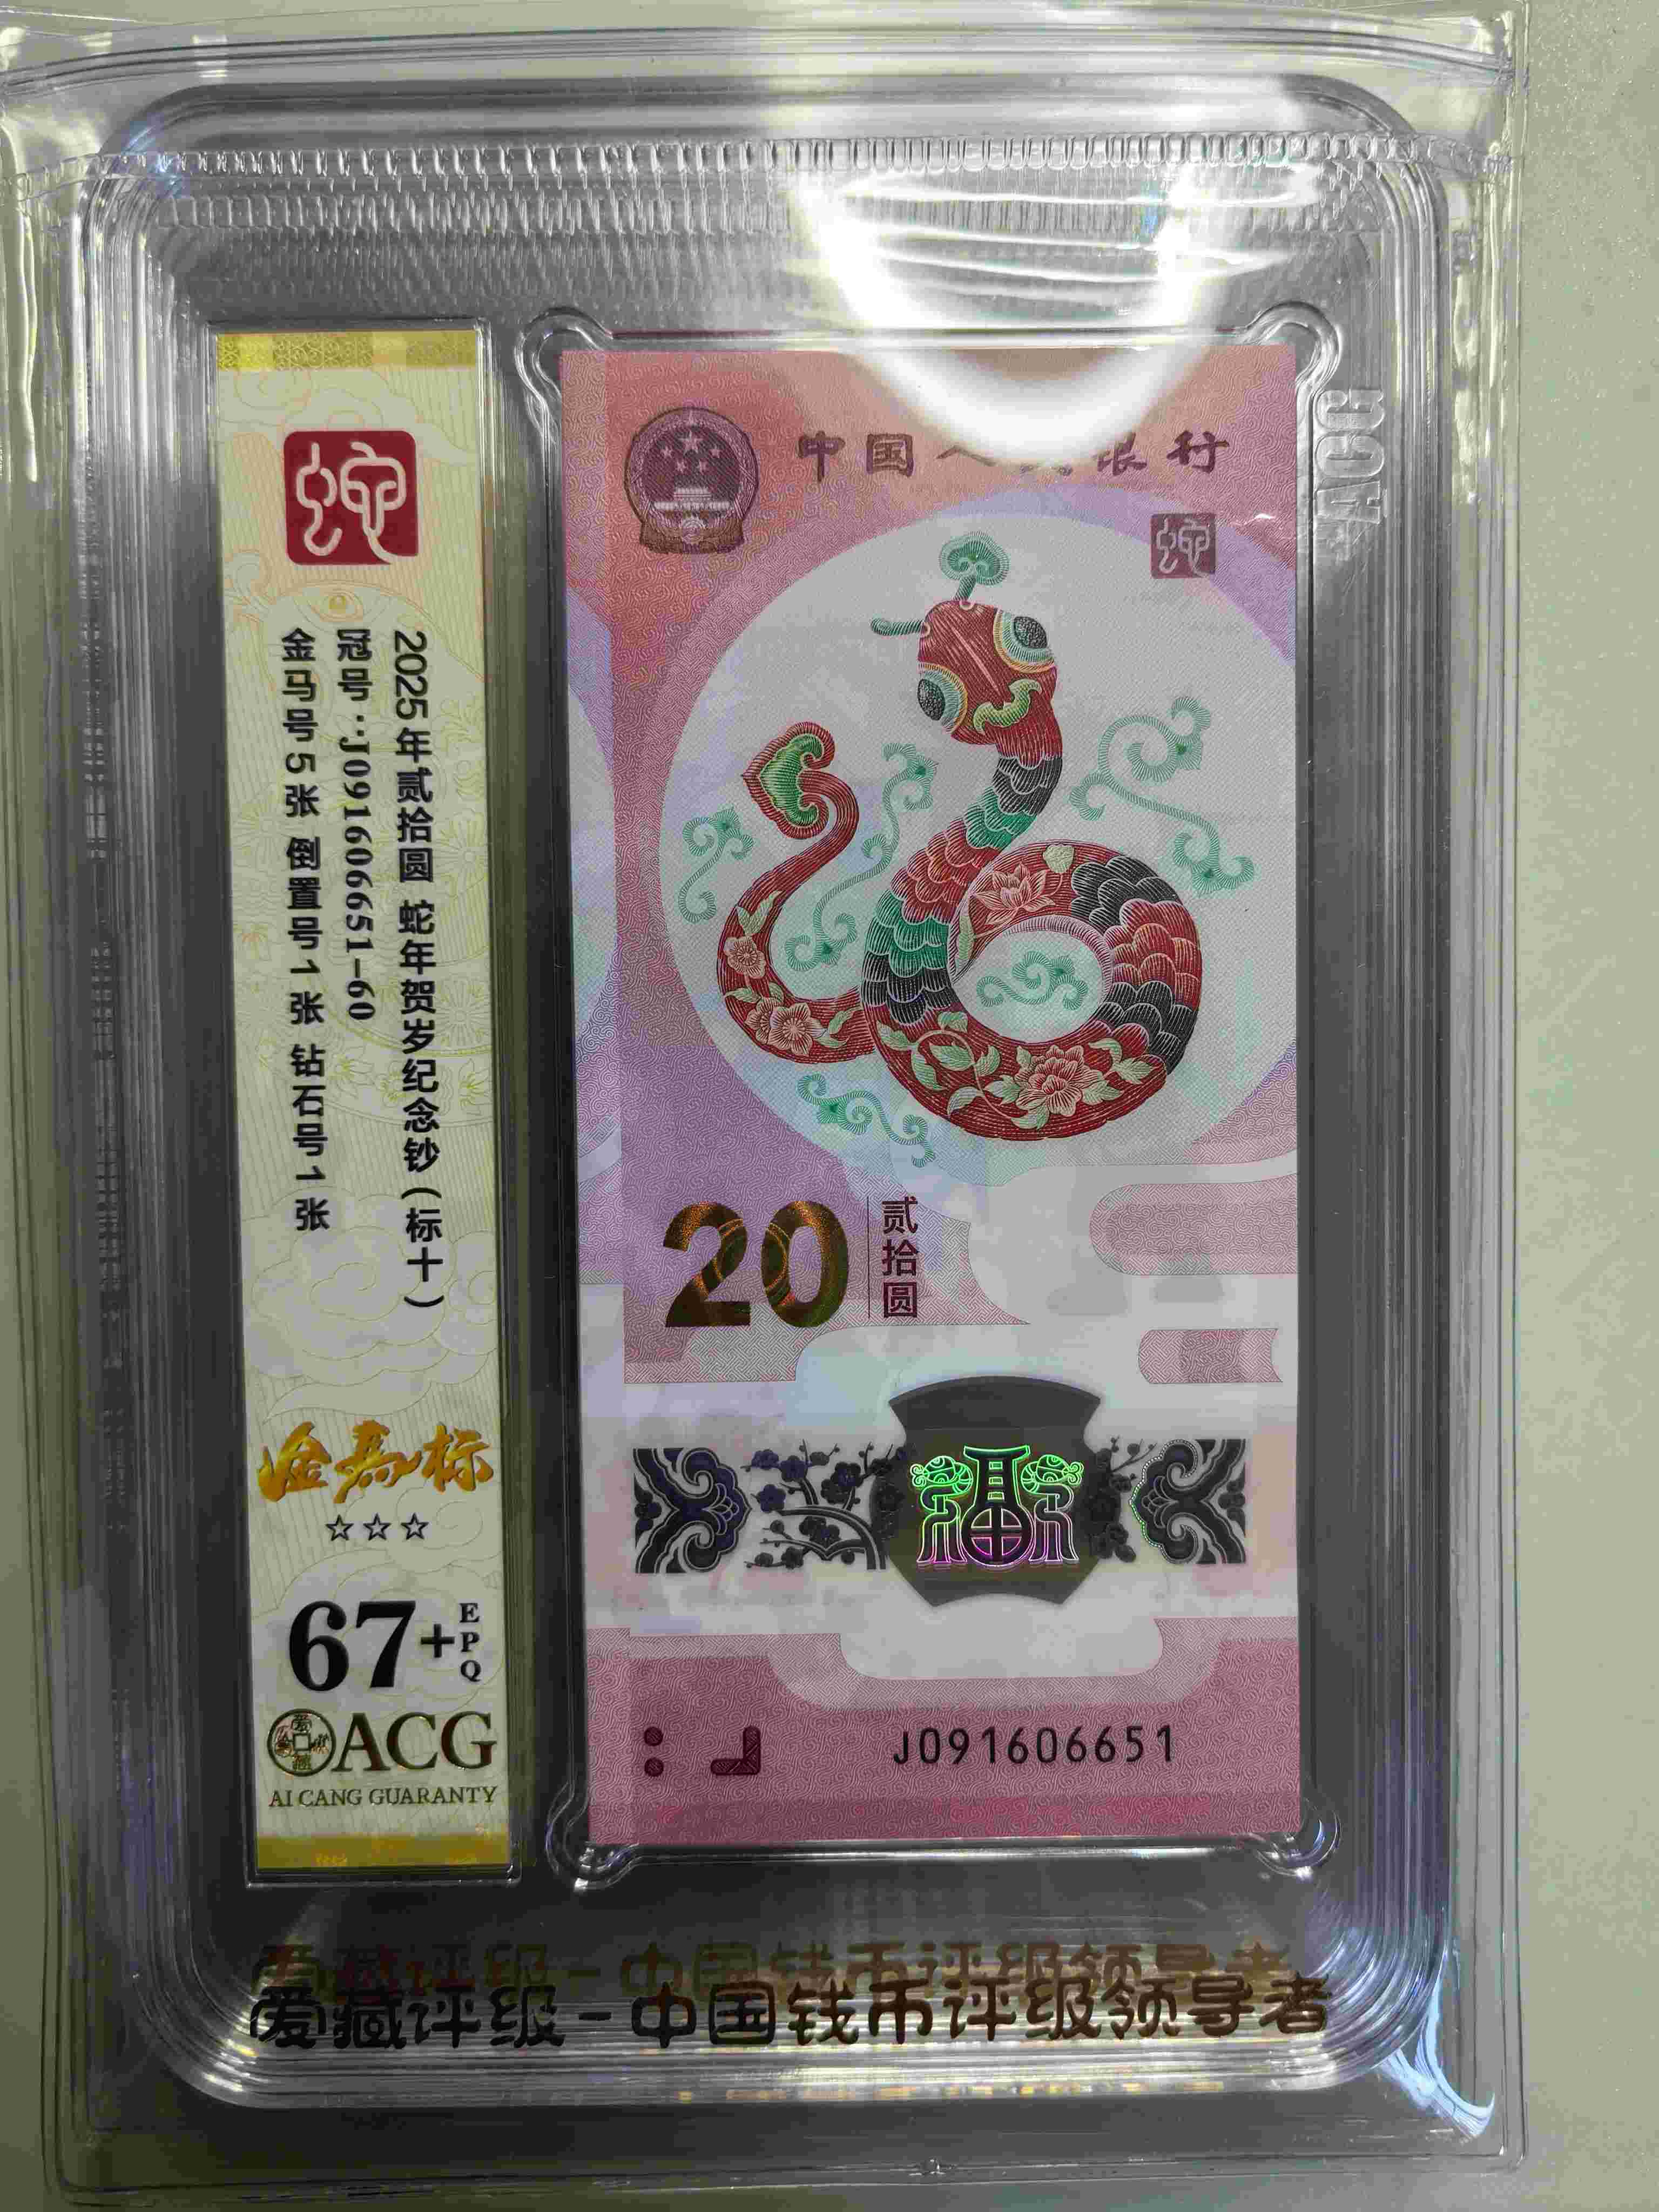 蛇
2025年贰拾圆 蛇年贺岁纪念钞(标十)
冠号:J091606651-60
金马号5张 倒置号1张 钻石号1张
金马标
☆☆☆
67+EPQ
ACG
AI CANG GUARANTY
中国人民银行
蛇
20
贰拾圆
福
J091606651
ACG
爱藏评级-中国钱币评级领导者